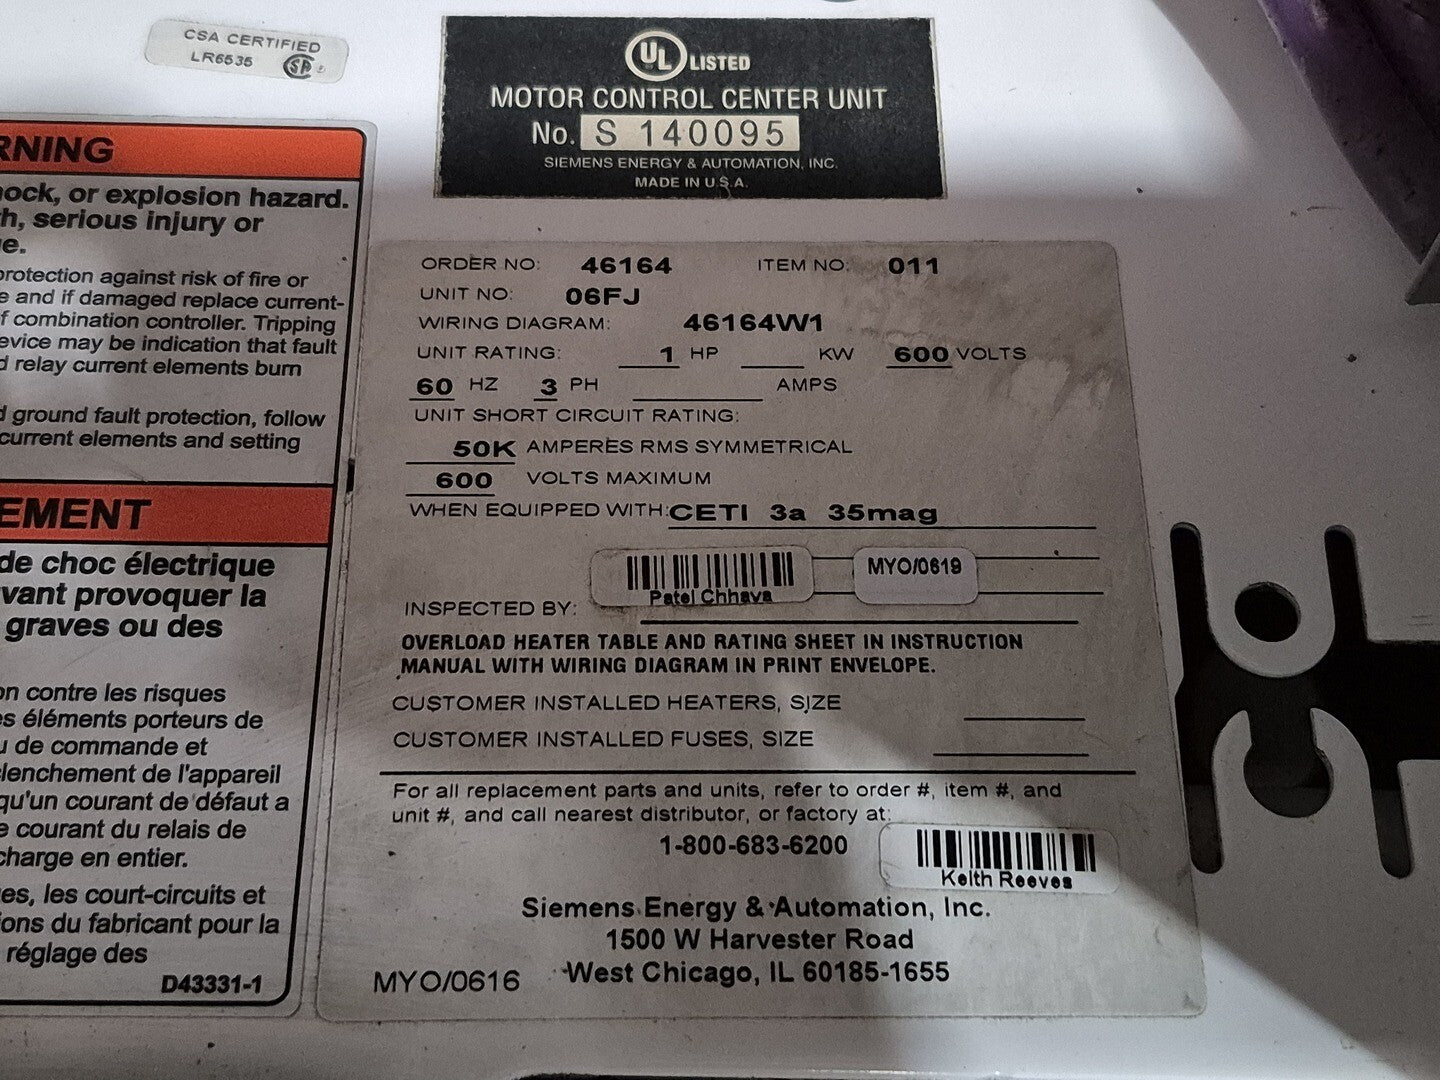 CSA CERTIFIED
LR6535
UL LISTED
MOTOR CONTROL CENTER UNIT
No. S 140095
SIEMENS ENERGY & AUTOMATION, INC.
MADE IN U.S.A.
RNING
ock, or explosion hazard.
h, serious injury or
e.
protection against risk of fire or
e and if damaged replace current-
f combination controller. Tripping
evice may be indication that fault
d relay current elements burn
d ground fault protection, follow
current elements and setting
EMENT
de choc électrique
vant provoquer la
graves ou des
on contre les risques
es éléments porteurs de
u de commande et
clenchement de l'appareil
qu'un courant de défaut a
e courant du relais de
charge en entier.
es, les court-circuits et
ions du fabricant pour la
réglage des
D43331-1
ORDER NO: 46164 ITEM NO: 011
UNIT NO: 06FJ
WIRING DIAGRAM: 46164W1
UNIT RATING: 1 HP KW 600 VOLTS
60 HZ 3 PH AMPS
UNIT SHORT CIRCUIT RATING:
50K AMPERES RMS SYMMETRICAL
600 VOLTS MAXIMUM
WHEN EQUIPPED WITH: CETI 3a 35mag
MYO/0619
Patel Chhaya
INSPECTED BY:
OVERLOAD HEATER TABLE AND RATING SHEET IN INSTRUCTION
MANUAL WITH WIRING DIAGRAM IN PRINT ENVELOPE.
CUSTOMER INSTALLED HEATERS, SIZE
CUSTOMER INSTALLED FUSES, SIZE
For all replacement parts and units, refer to order #, item #, and
unit #, and call nearest distributor, or factory at:
1-800-683-6200
Keith Reeves
Siemens Energy & Automation, Inc.
1500 W Harvester Road
West Chicago, IL 60185-1655
MYO/0616